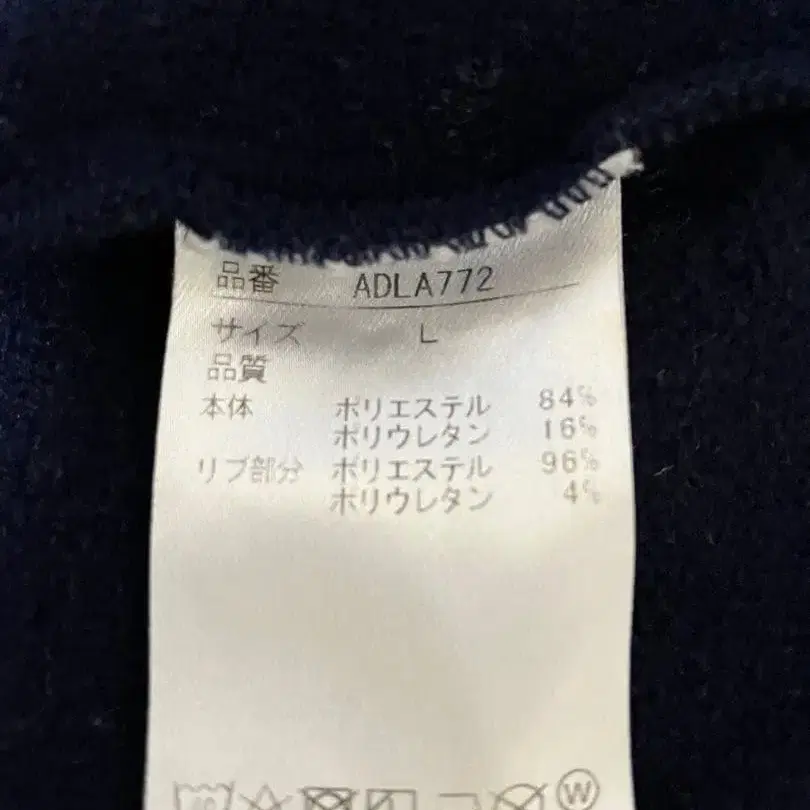 品番 ADLA772
サイズ L
品質
本体 ポリエステル 84%
ポリウレタン 16%
リブ部分 ポリエステル 96%
ポリウレタン 4%
W